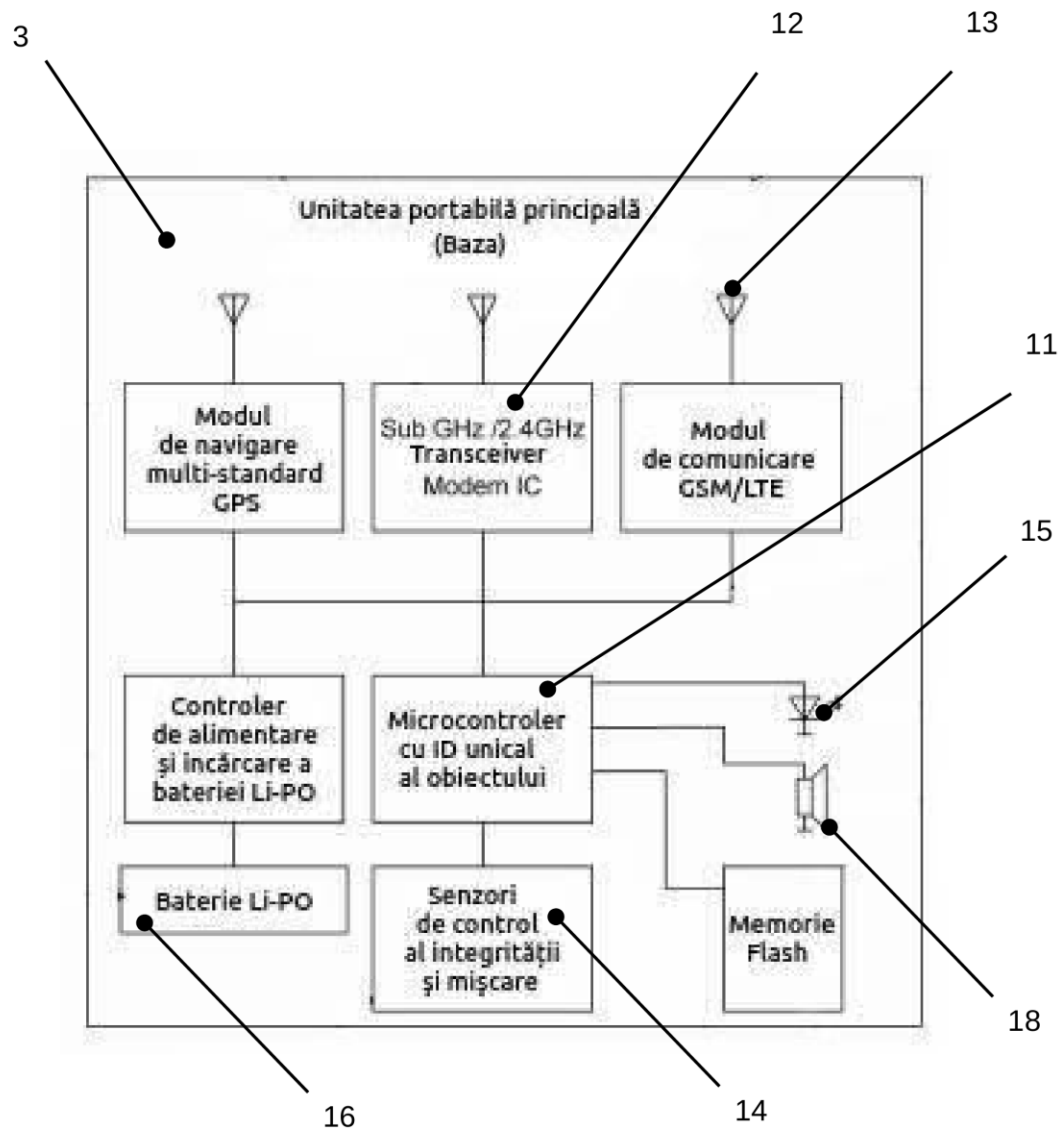 3
12
13
Unitatea portabilă principală
(Baza)
Modul
de navigare
multi-standard
GPS
Sub GHz /2.4GHz
Transceiver
Modem IC
Modul
de comunicare
GSM/LTE
11
15
Controler
de alimentare
și incărcare a
bateriei Li-PO
Microcontroler
cu ID unical
al obiectului
Baterie Li-PO
Senzori
de control
al integrității
și mișcare
Memorie
Flash
18
16
14